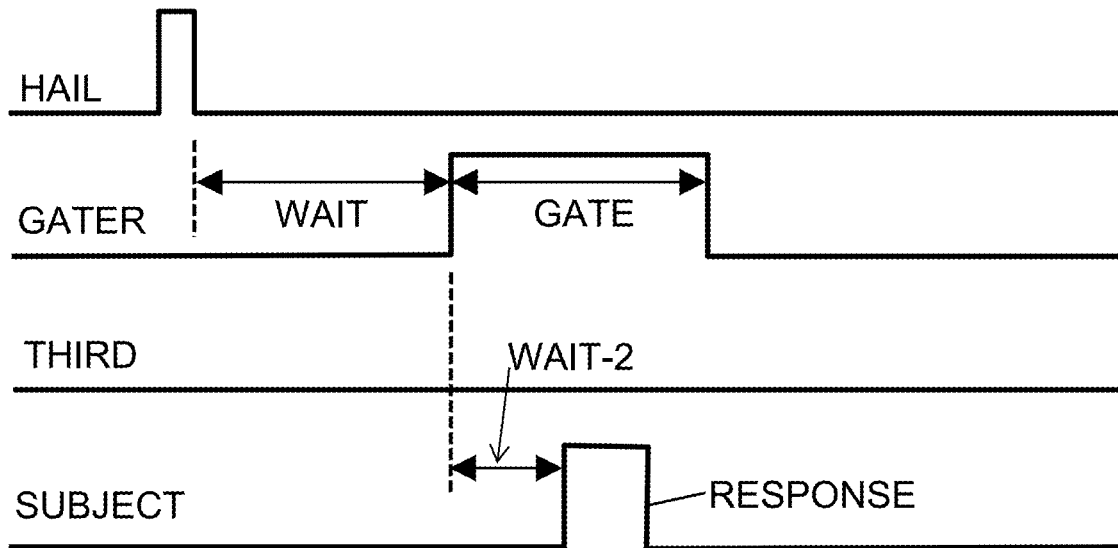 HAIL
GATER
WAIT
GATE
THIRD
WAIT-2
SUBJECT
RESPONSE